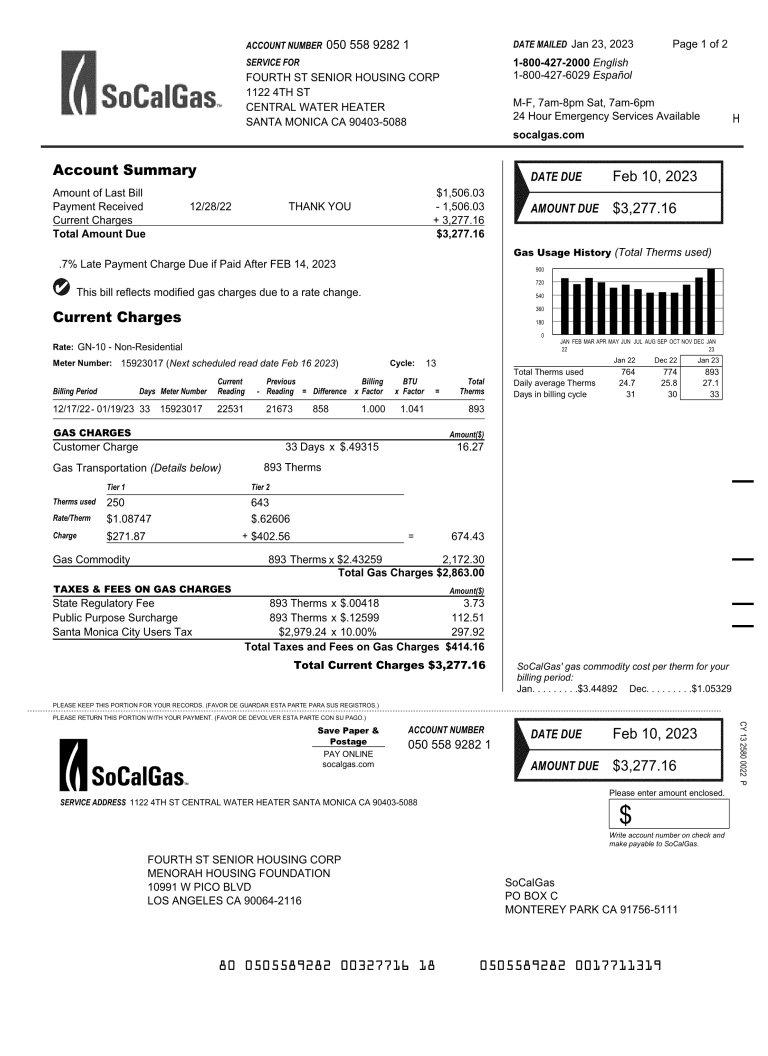 SoCalGas™
ACCOUNT NUMBER 050 558 9282 1
SERVICE FOR
FOURTH ST SENIOR HOUSING CORP
1122 4TH ST
CENTRAL WATER HEATER
SANTA MONICA CA 90403-5088
DATE MAILED Jan 23, 2023 Page 1 of 2
1-800-427-2000 English
1-800-427-6029 Español
M-F, 7am-8pm Sat, 7am-6pm
24 Hour Emergency Services Available
H
socalgas.com
Account Summary
Amount of Last Bill $1,506.03
Payment Received 12/28/22 THANK YOU - 1,506.03
Current Charges + 3,277.16
Total Amount Due $3,277.16
.7% Late Payment Charge Due if Paid After FEB 14, 2023
This bill reflects modified gas charges due to a rate change.
DATE DUE Feb 10, 2023
AMOUNT DUE $3,277.16
Gas Usage History (Total Therms used)
900
720
540
360
180
0
JAN FEB MAR APR MAY JUN JUL AUG SEP OCT NOV DEC JAN
22 23
Jan 22 Dec 22 Jan 23
Total Therms used 764 774 893
Daily average Therms 24.7 25.8 27.1
Days in billing cycle 31 30 33
Current Charges
Rate: GN-10 - Non-Residential
Meter Number: 15923017 (Next scheduled read date Feb 16 2023) Cycle: 13
Current Previous Billing BTU Total
Billing Period Days Meter Number Reading - Reading = Difference x Factor x Factor = Therms
12/17/22 - 01/19/23 33 15923017 22531 21673 858 1.000 1.041 893
GAS CHARGES Amount($)
Customer Charge 33 Days x $.49315 16.27
Gas Transportation (Details below) 893 Therms
Tier 1 Tier 2
Therms used 250 643
Rate/Therm $1.08747 $.62606
Charge $271.87 + $402.56 = 674.43
Gas Commodity 893 Therms x $2.43259 2,172.30
Total Gas Charges $2,863.00
TAXES & FEES ON GAS CHARGES Amount($)
State Regulatory Fee 893 Therms x $.00418 3.73
Public Purpose Surcharge 893 Therms x $.12599 112.51
Santa Monica City Users Tax $2,979.24 x 10.00% 297.92
Total Taxes and Fees on Gas Charges $414.16
Total Current Charges $3,277.16
SoCalGas' gas commodity cost per therm for your
billing period:
Jan. . . . . . . . .$3.44892 Dec. . . . . . . .$1.05329
PLEASE KEEP THIS PORTION FOR YOUR RECORDS. (FAVOR DE GUARDAR ESTA PARTE PARA SUS REGISTROS.)
PLEASE RETURN THIS PORTION WITH YOUR PAYMENT. (FAVOR DE DEVOLVER ESTA PARTE CON SU PAGO.)
SoCalGas™
Save Paper &
Postage
PAY ONLINE
socalgas.com
ACCOUNT NUMBER
050 558 9282 1
DATE DUE Feb 10, 2023
AMOUNT DUE $3,277.16
CY 13 2580 0022 P
SERVICE ADDRESS 1122 4TH ST CENTRAL WATER HEATER SANTA MONICA CA 90403-5088
Please enter amount enclosed.
$
Write account number on check and
make payable to SoCalGas.
FOURTH ST SENIOR HOUSING CORP
MENORAH HOUSING FOUNDATION
10991 W PICO BLVD
LOS ANGELES CA 90064-2116
SoCalGas
PO BOX C
MONTEREY PARK CA 91756-5111
80 0505589282 00327716 18 0505589282 0017711319